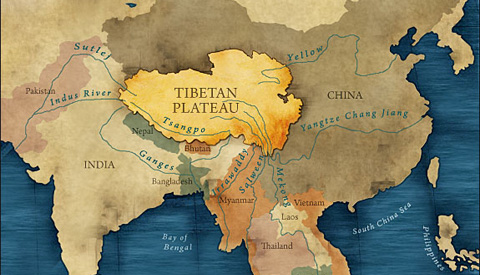 Sutlej
Yellow
Pakistan
Indus River
TIBETAN
PLATEAU
CHINA
Tsangpo
Yangtze Chang Jiang
Nepal
Bhutan
INDIA
Ganges
Bangladesh
Irrawaddy
Salween
Mekong
Myanmar
Vietnam
Laos
South China Sea
Philippines
Bay of
Bengal
Thailand